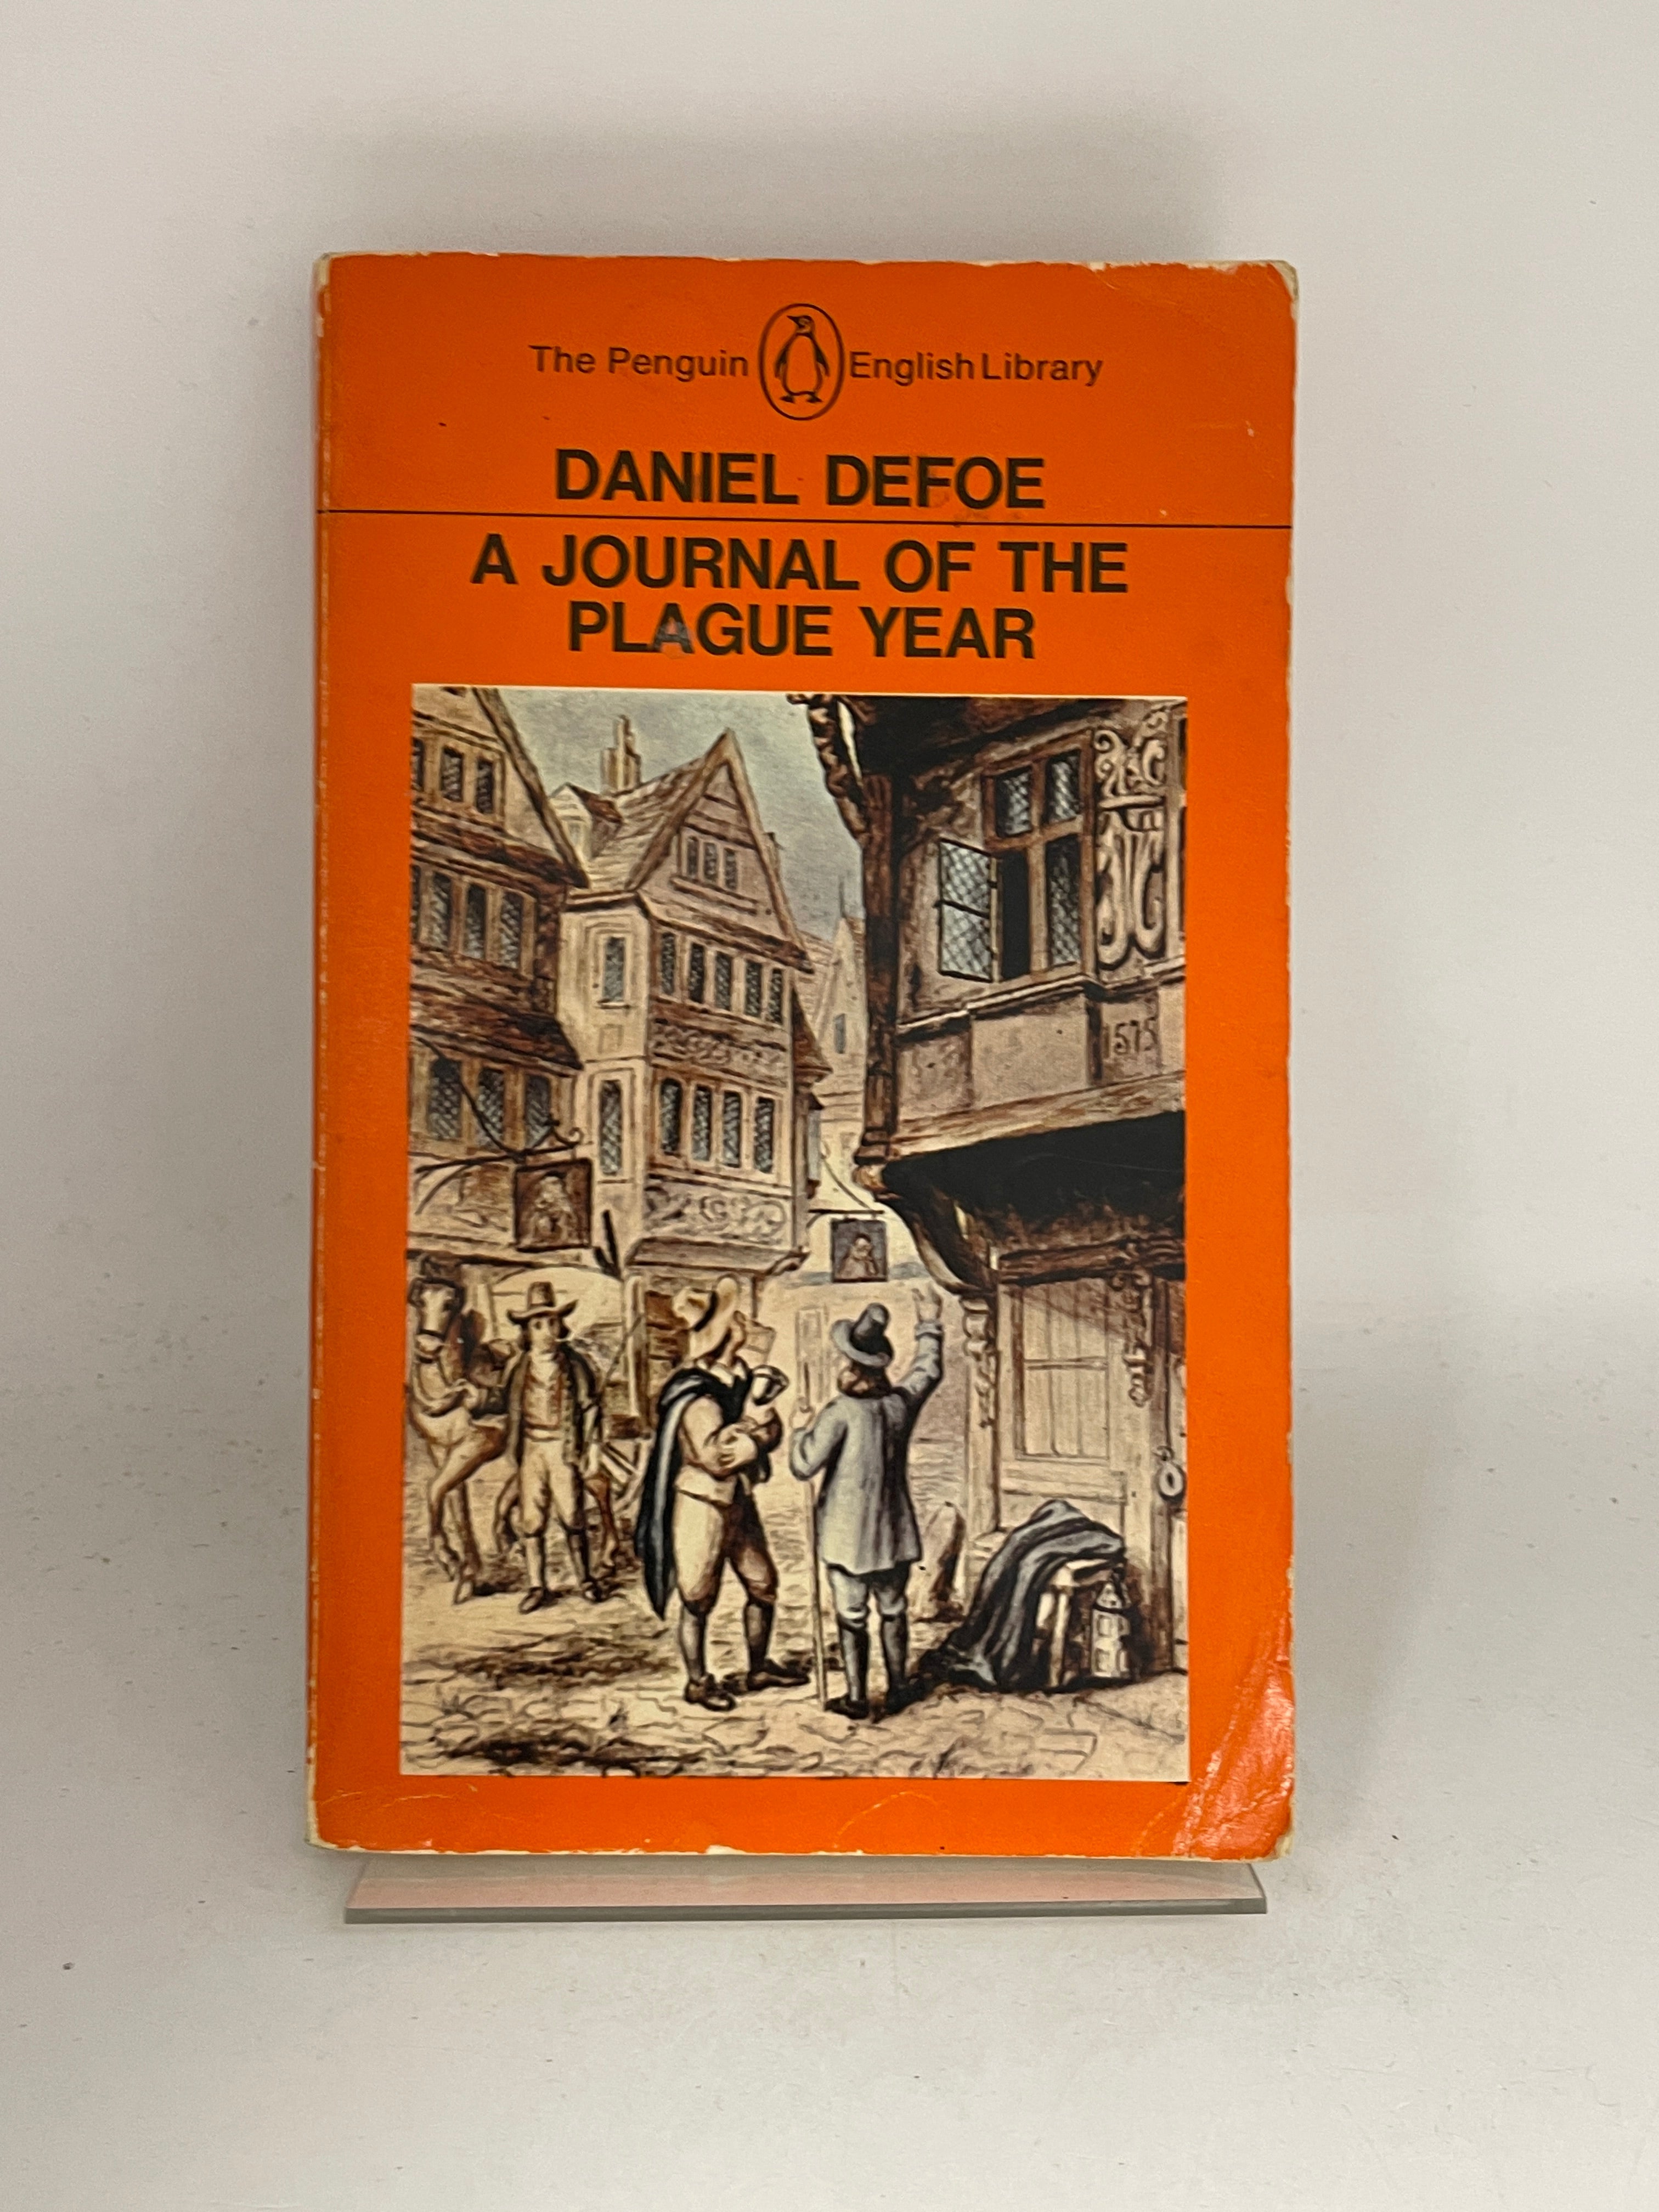 The Penguin English Library
DANIEL DEFOE
A JOURNAL OF THE
PLAGUE YEAR
1575